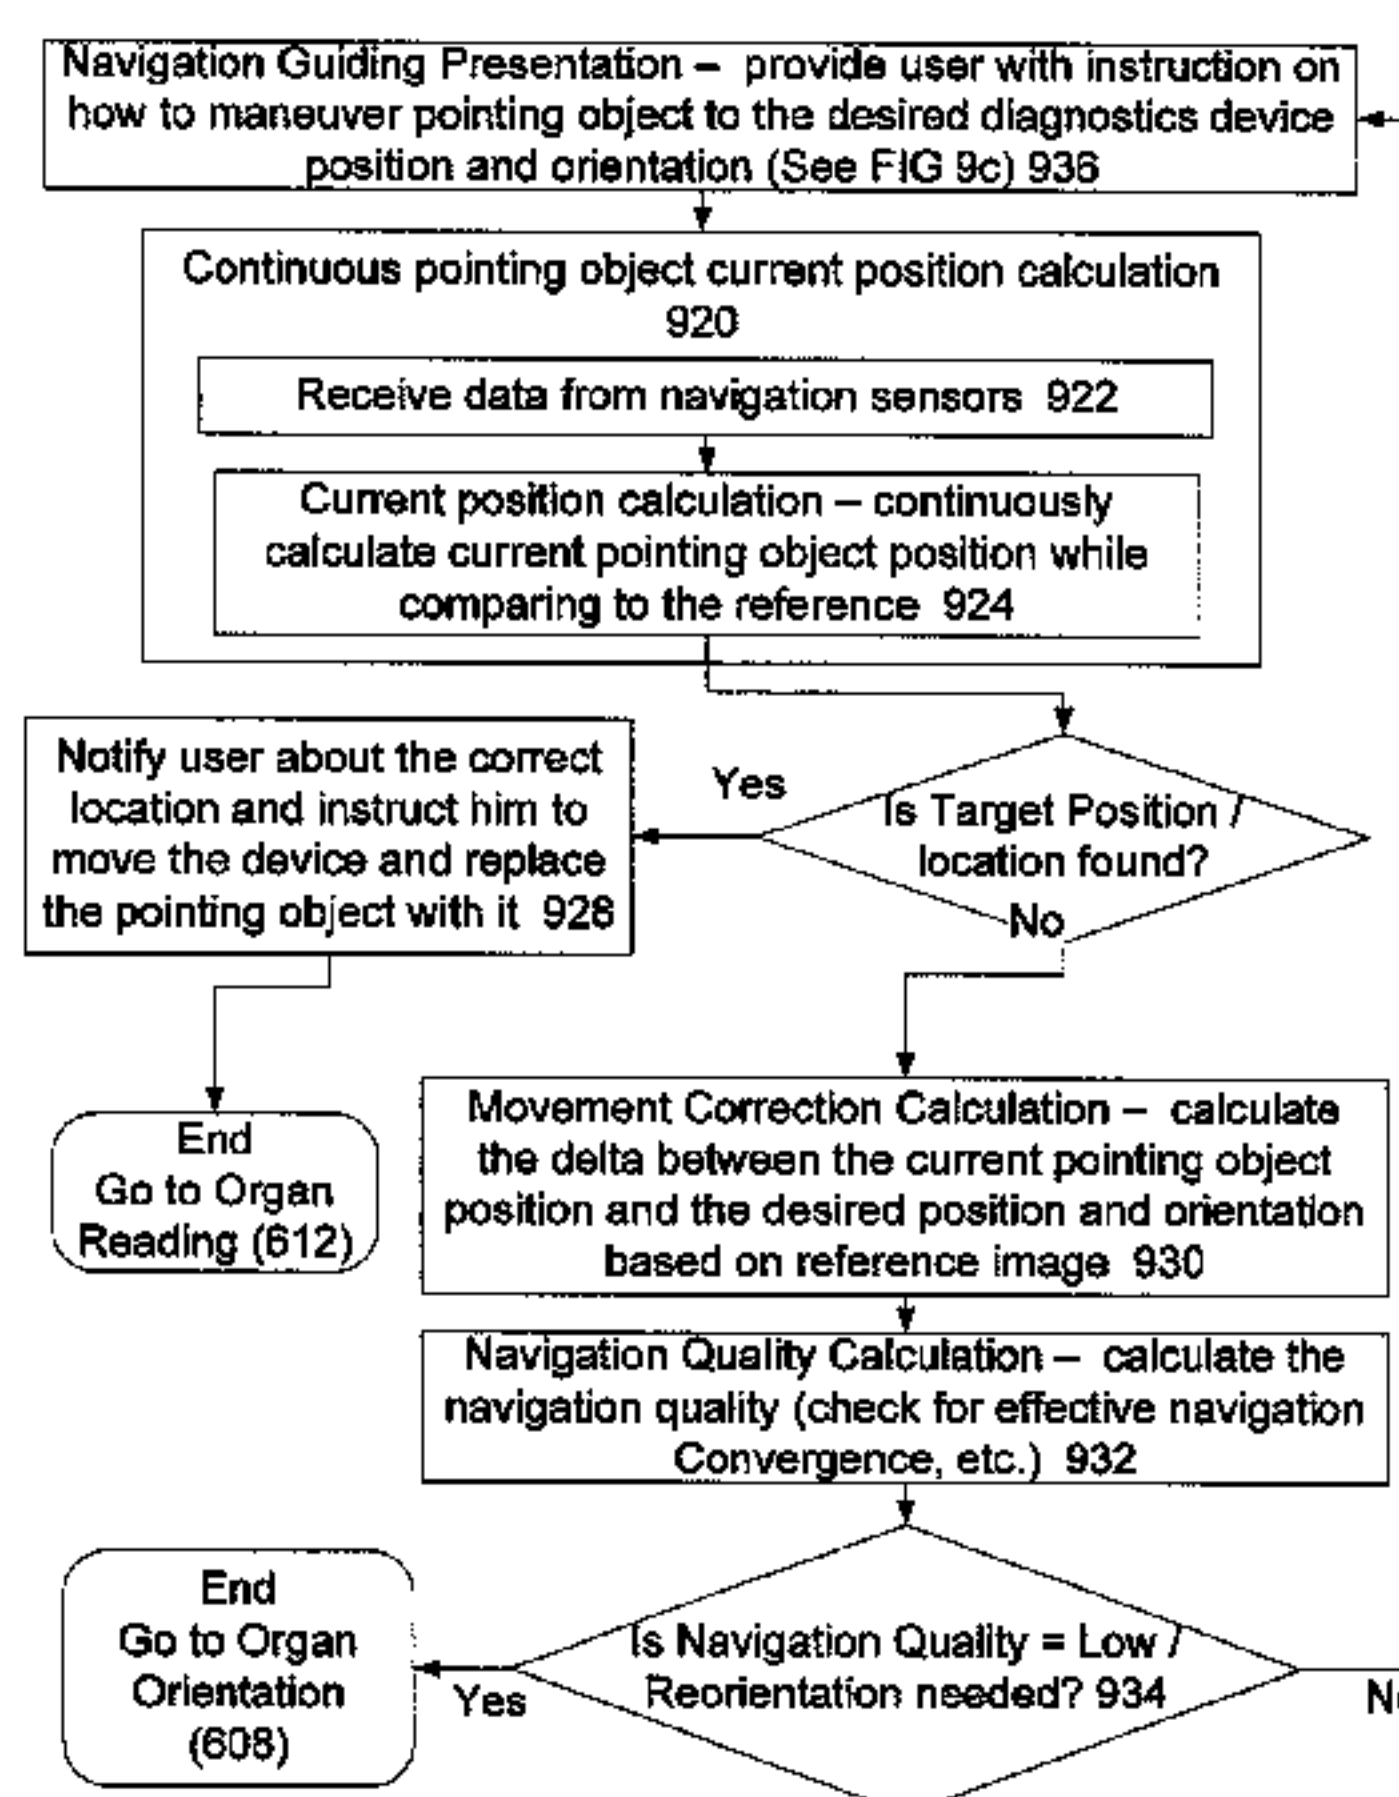 Navigation Guiding Presentation – provide user with instruction on
how to maneuver pointing object to the desired diagnostics device
position and orientation (See FIG 9c) 936
Continuous pointing object current position calculation
920
Receive data from navigation sensors 922
Current position calculation – continuously
calculate current pointing object position while
comparing to the reference 924
Notify user about the correct
location and instruct him to
move the device and replace
the pointing object with it 928
Yes
Is Target Position /
location found?
No
End
Go to Organ
Reading (612)
Movement Correction Calculation – calculate
the delta between the current pointing object
position and the desired position and orientation
based on reference image 930
Navigation Quality Calculation – calculate the
navigation quality (check for effective navigation
Convergence, etc.) 932
End
Go to Organ
Orientation
(608)
Yes
Is Navigation Quality = Low /
Reorientation needed? 934